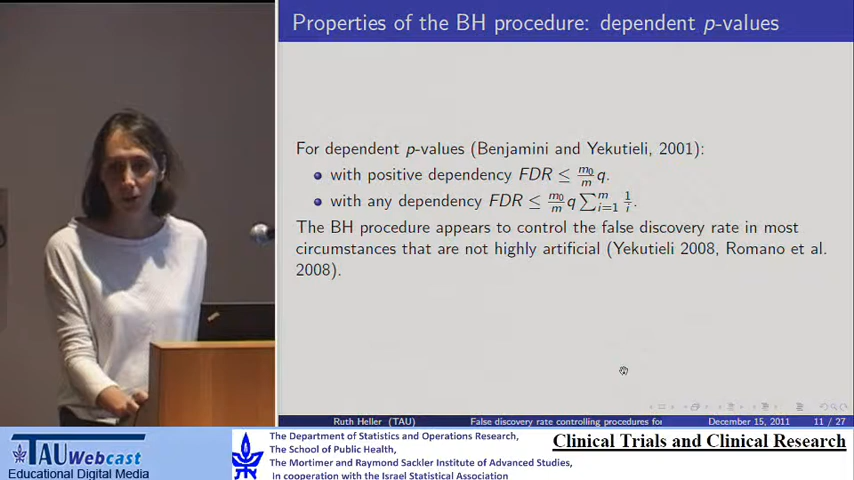 Properties of the BH procedure: dependent p-values
For dependent p-values (Benjamini and Yekutieli, 2001):
with positive dependency FDR ≤ m₀/m q.
with any dependency FDR ≤ m₀/m q ∑ᵢ₌₁ᵐ 1/i.
The BH procedure appears to control the false discovery rate in most
circumstances that are not highly artificial (Yekutieli 2008, Romano et al.
2008).
Ruth Heller (TAU) False discovery rate controlling procedures for December 15, 2011 11 / 27
TAU Webcast
Educational Digital Media
The Department of Statistics and Operations Research,
The School of Public Health,
The Mortimer and Raymond Sackler Institute of Advanced Studies,
In cooperation with the Israel Statistical Association
Clinical Trials and Clinical Research